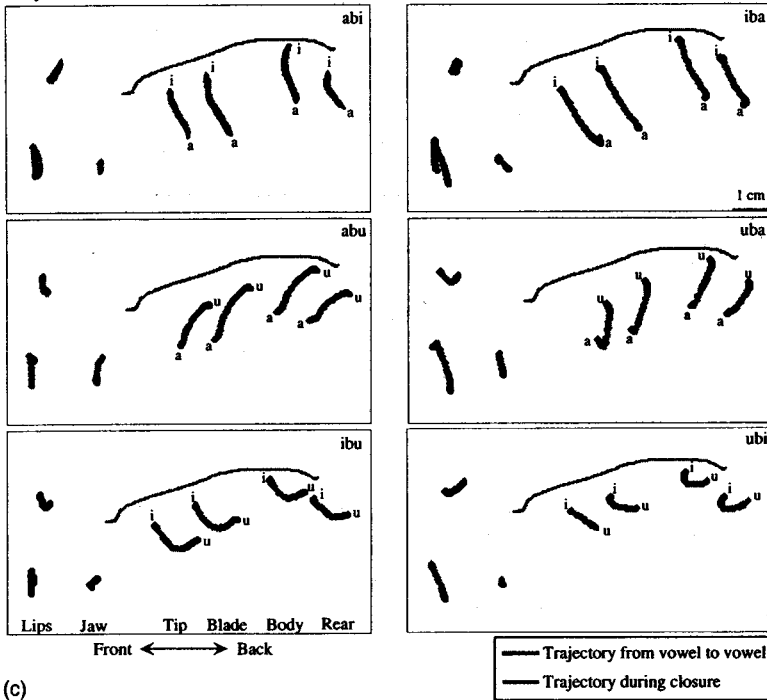 abi
i
i
i
i
a
a
a
a
iba
i
i
i
i
a
a
a
a
1 cm
abu
u
u
u
u
a
a
a
a
uba
u
u
u
u
a
a
a
a
ibu
i
i
i
i
u
u
u
u
ubi
i
i
i
i
u
u
u
u
Lips Jaw Tip Blade Body Rear
Front Back
Trajectory from vowel to vowel
Trajectory during closure
(c)